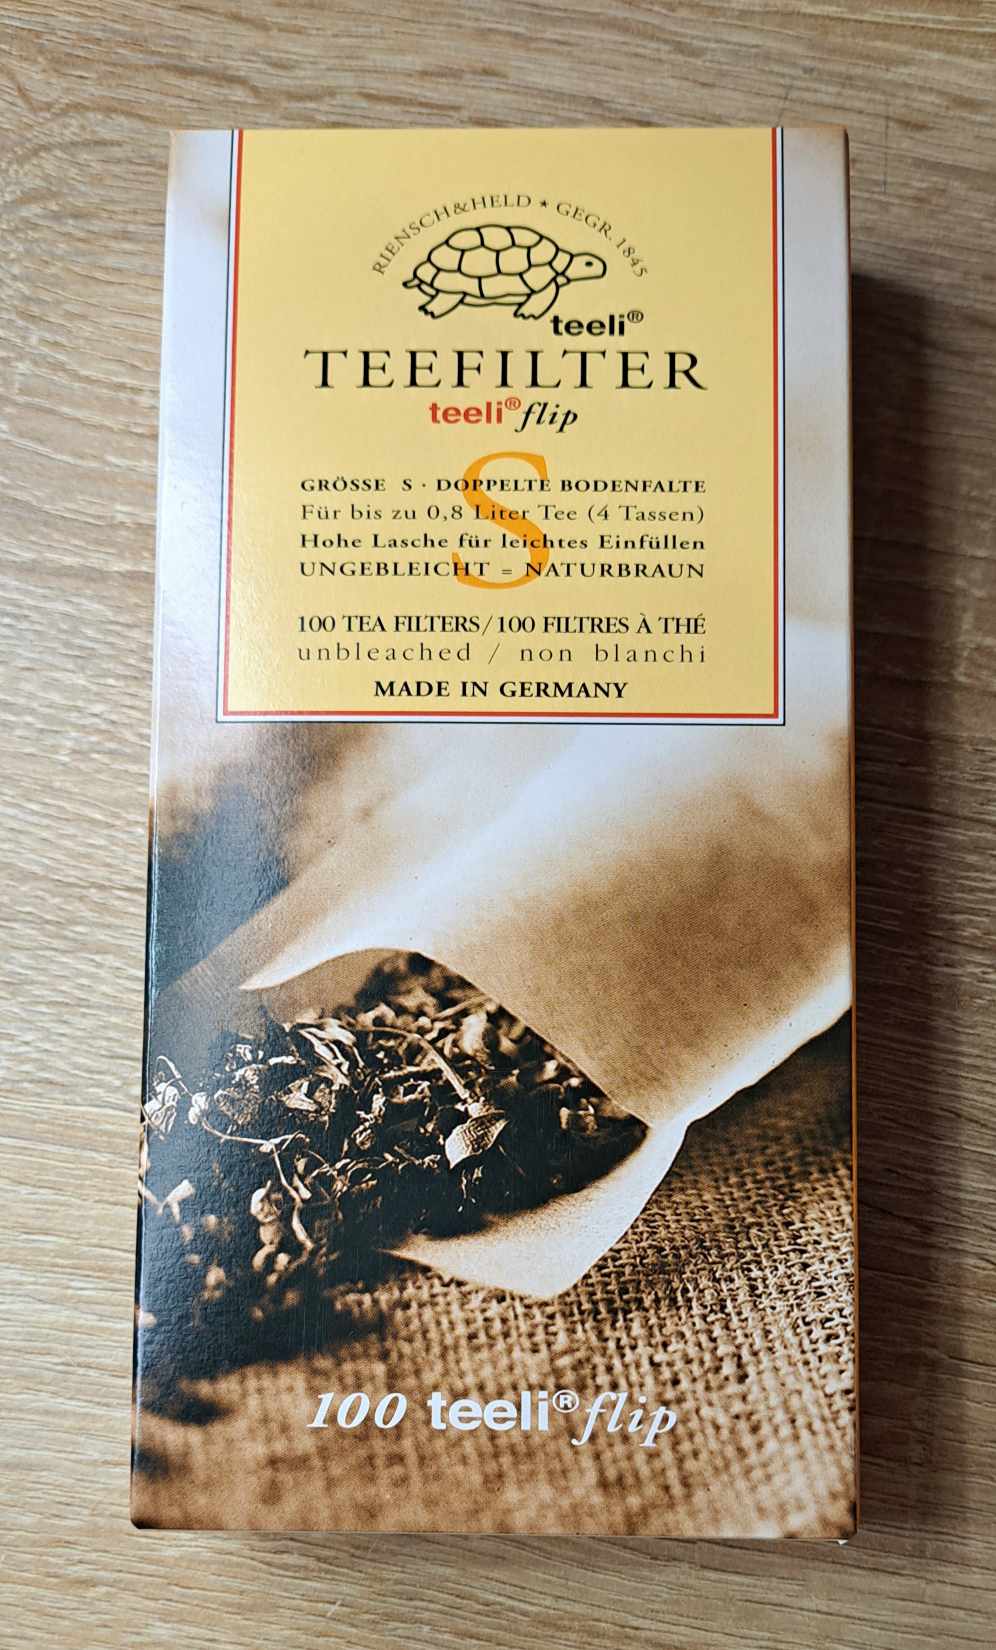 RIENSCH&HELD ★ GEGR. 1845
teeli®
TEEFILTER
teeli® flip
S
GRÖSSE S · DOPPELTE BODENFALTE
Für bis zu 0,8 Liter Tee (4 Tassen)
Hohe Lasche für leichtes Einfüllen
UNGEBLEICHT = NATURBRAUN
100 TEA FILTERS/100 FILTRES À THÉ
unbleached / non blanchi
MADE IN GERMANY
100 teeli® flip